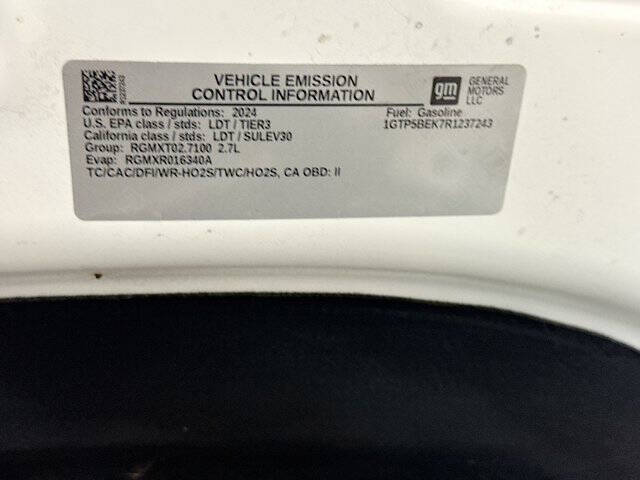 VEHICLE EMISSION
CONTROL INFORMATION
gm
GENERAL
MOTORS
LLC
Conforms to Regulations: 2024
Fuel: Gasoline
U.S. EPA class / stds: LDT / TIER3
1GTP5BEK7R1237243
California class / stds: LDT / SULEV30
Group: RGMXT02.7100 2.7L
Evap: RGMXR016340A
TC/CAC/DFI/WR-HO2S/TWC/HO2S, CA OBD: II